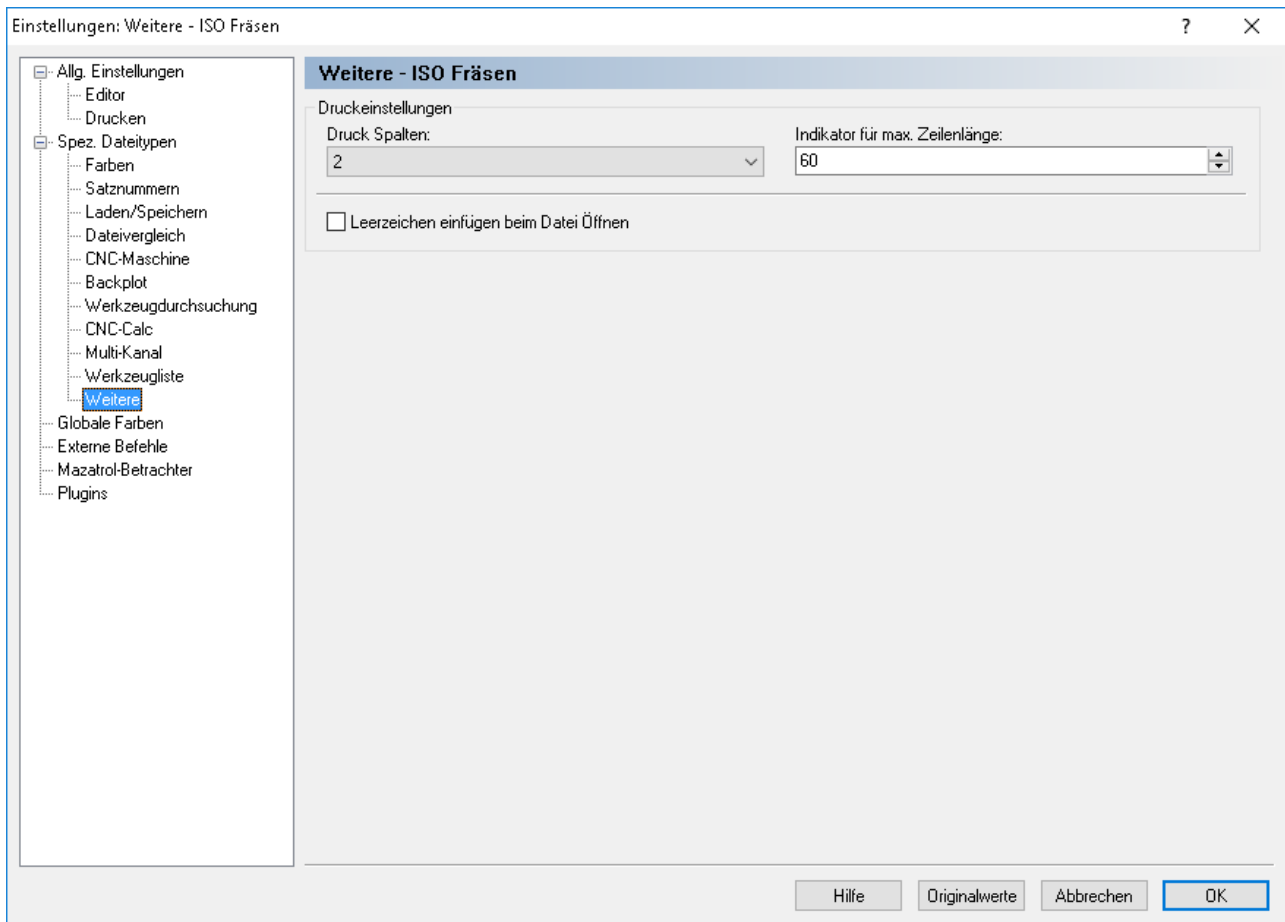 Einstellungen: Weitere - ISO Fräsen
?
Allg. Einstellungen
Editor
Drucken
Spez. Dateitypen
Farben
Satznummern
Laden/Speichern
Dateivergleich
CNC-Maschine
Backplot
Werkzeugdurchsuchung
CNC-Calc
Multi-Kanal
Werkzeugliste
Weitere
Globale Farben
Externe Befehle
Mazatrol-Betrachter
Plugins
Weitere - ISO Fräsen
Druckeinstellungen
Druck Spalten:
Indikator für max. Zeilenlänge:
2
60
Leerzeichen einfügen beim Datei Öffnen
Hilfe
Originalwerte
Abbrechen
OK